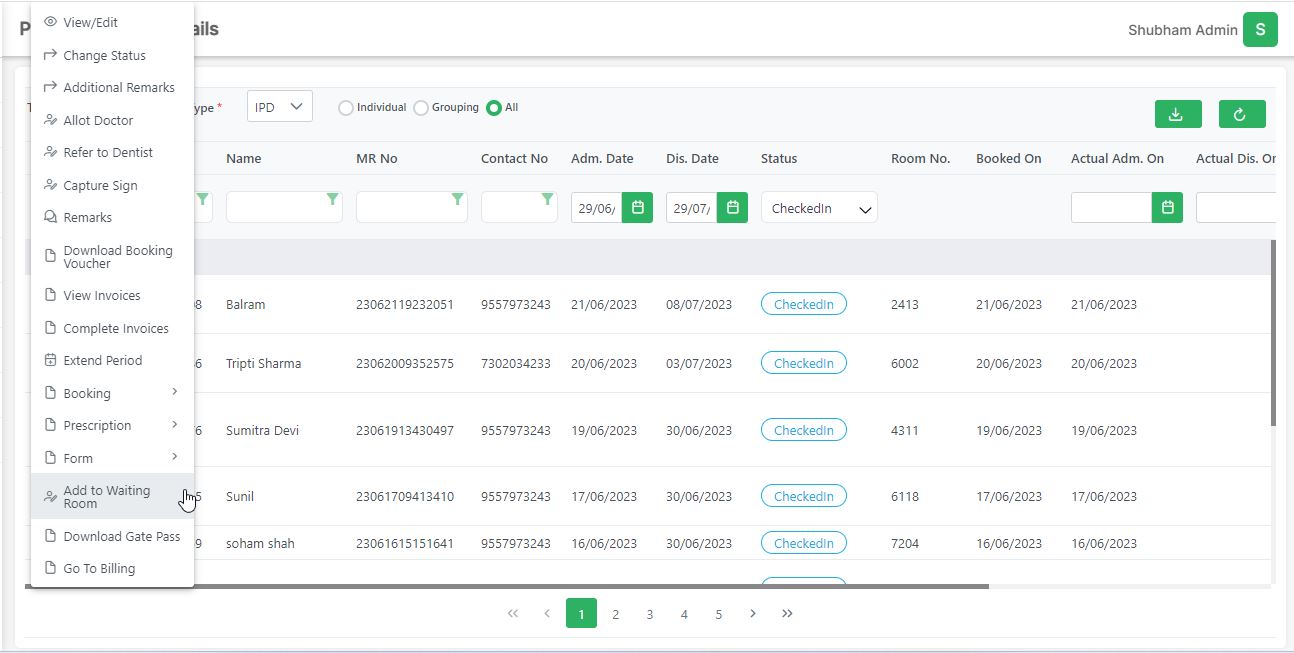 View/Edit
Change Status
Additional Remarks
Allot Doctor
Refer to Dentist
Capture Sign
Remarks
Download Booking
Voucher
View Invoices
Complete Invoices
Extend Period
Booking
Prescription
Form
Add to Waiting
Room
Download Gate Pass
Go To Billing
Shubham Admin S
IPD Individual Grouping All
Name MR No Contact No Adm. Date Dis. Date Status Room No. Booked On Actual Adm. On Actual Dis. On
29/06/ 29/07/ CheckedIn
Balram 23062119232051 9557973243 21/06/2023 08/07/2023 CheckedIn 2413 21/06/2023 21/06/2023
Tripti Sharma 23062009352575 7302034233 20/06/2023 03/07/2023 CheckedIn 6002 20/06/2023 20/06/2023
Sumitra Devi 23061913430497 9557973243 19/06/2023 30/06/2023 CheckedIn 4311 19/06/2023 19/06/2023
Sunil 23061709413410 9557973243 17/06/2023 30/06/2023 CheckedIn 6118 17/06/2023 17/06/2023
soham shah 23061615151641 9557973243 16/06/2023 30/06/2023 CheckedIn 7204 16/06/2023 16/06/2023
« ‹ 1 2 3 4 5 › »